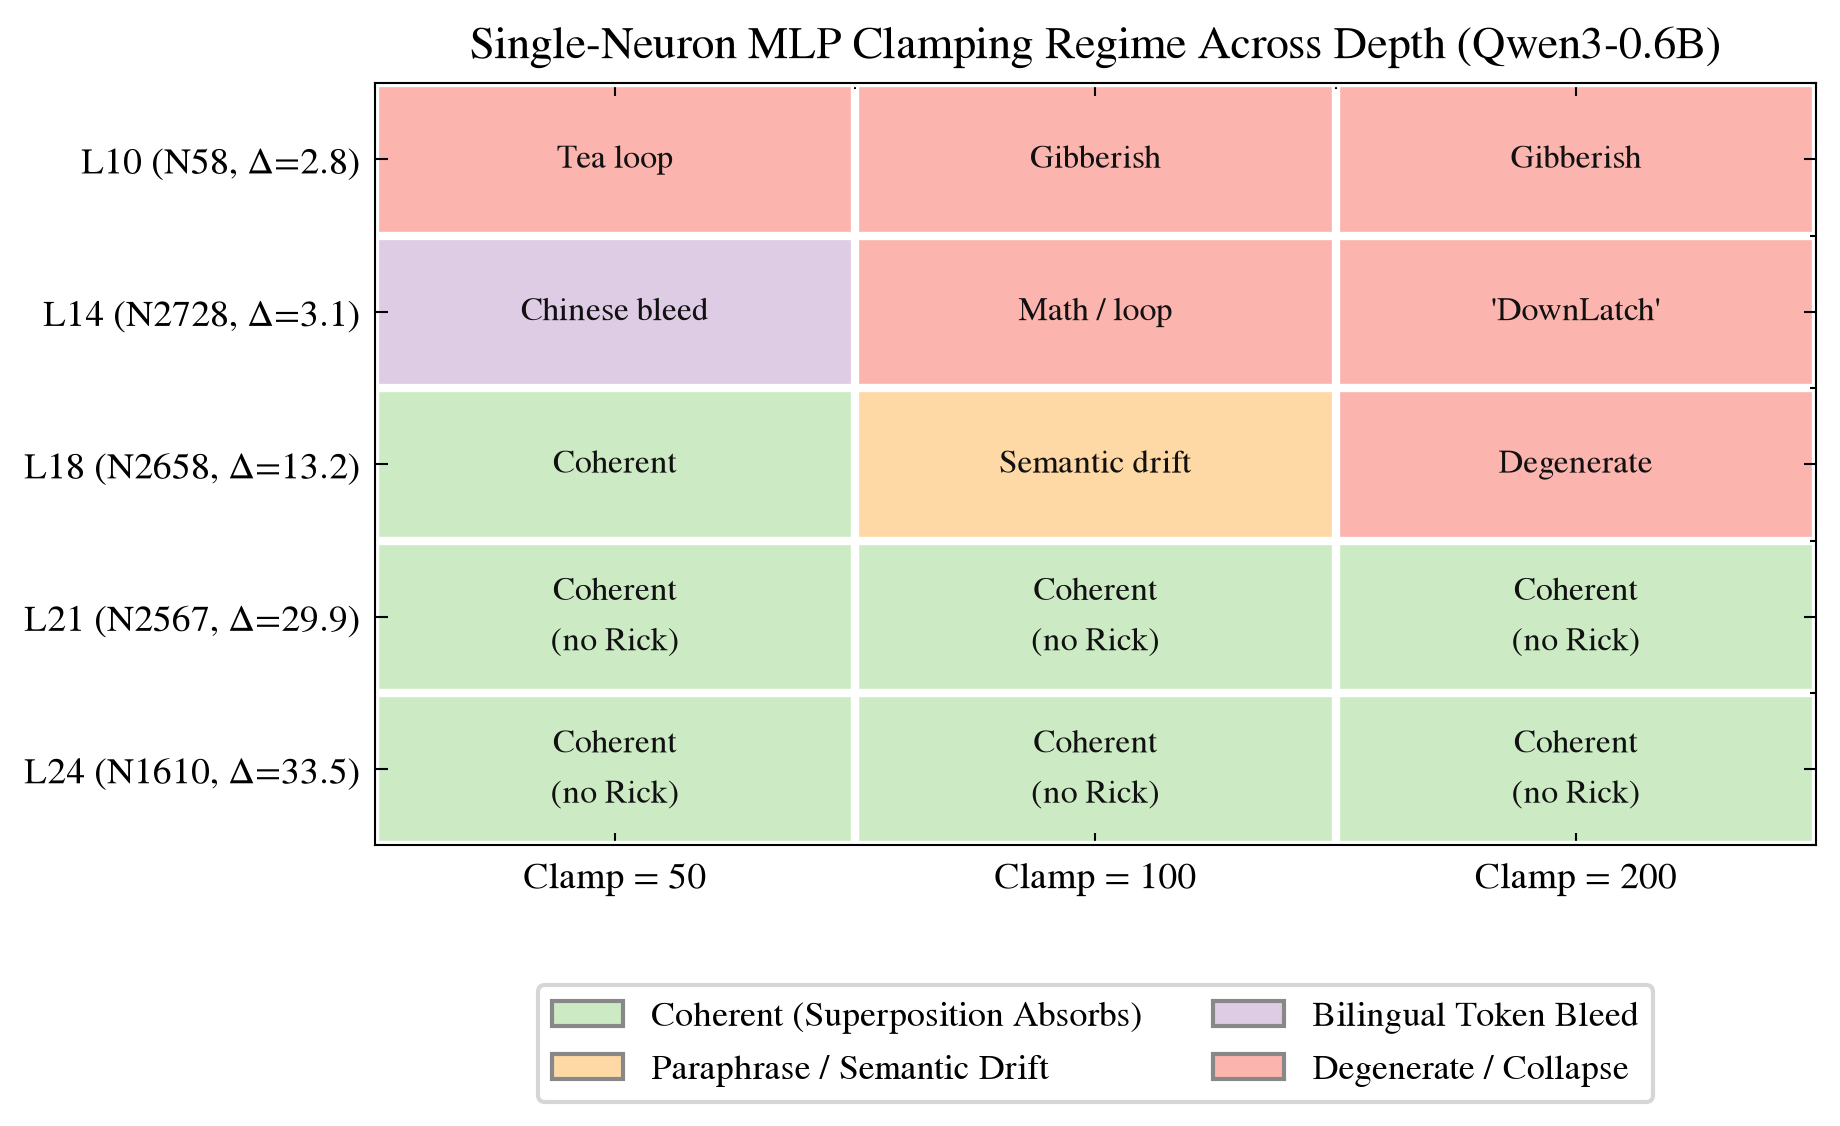 Single-Neuron MLP Clamping Regime Across Depth (Qwen3-0.6B)
L10 (N58, Δ=2.8)
Tea loop
Gibberish
Gibberish
L14 (N2728, Δ=3.1)
Chinese bleed
Math / loop
'DownLatch'
L18 (N2658, Δ=13.2)
Coherent
Semantic drift
Degenerate
L21 (N2567, Δ=29.9)
Coherent
(no Rick)
Coherent
(no Rick)
Coherent
(no Rick)
L24 (N1610, Δ=33.5)
Coherent
(no Rick)
Coherent
(no Rick)
Coherent
(no Rick)
Clamp = 50
Clamp = 100
Clamp = 200
Coherent (Superposition Absorbs)
Paraphrase / Semantic Drift
Bilingual Token Bleed
Degenerate / Collapse